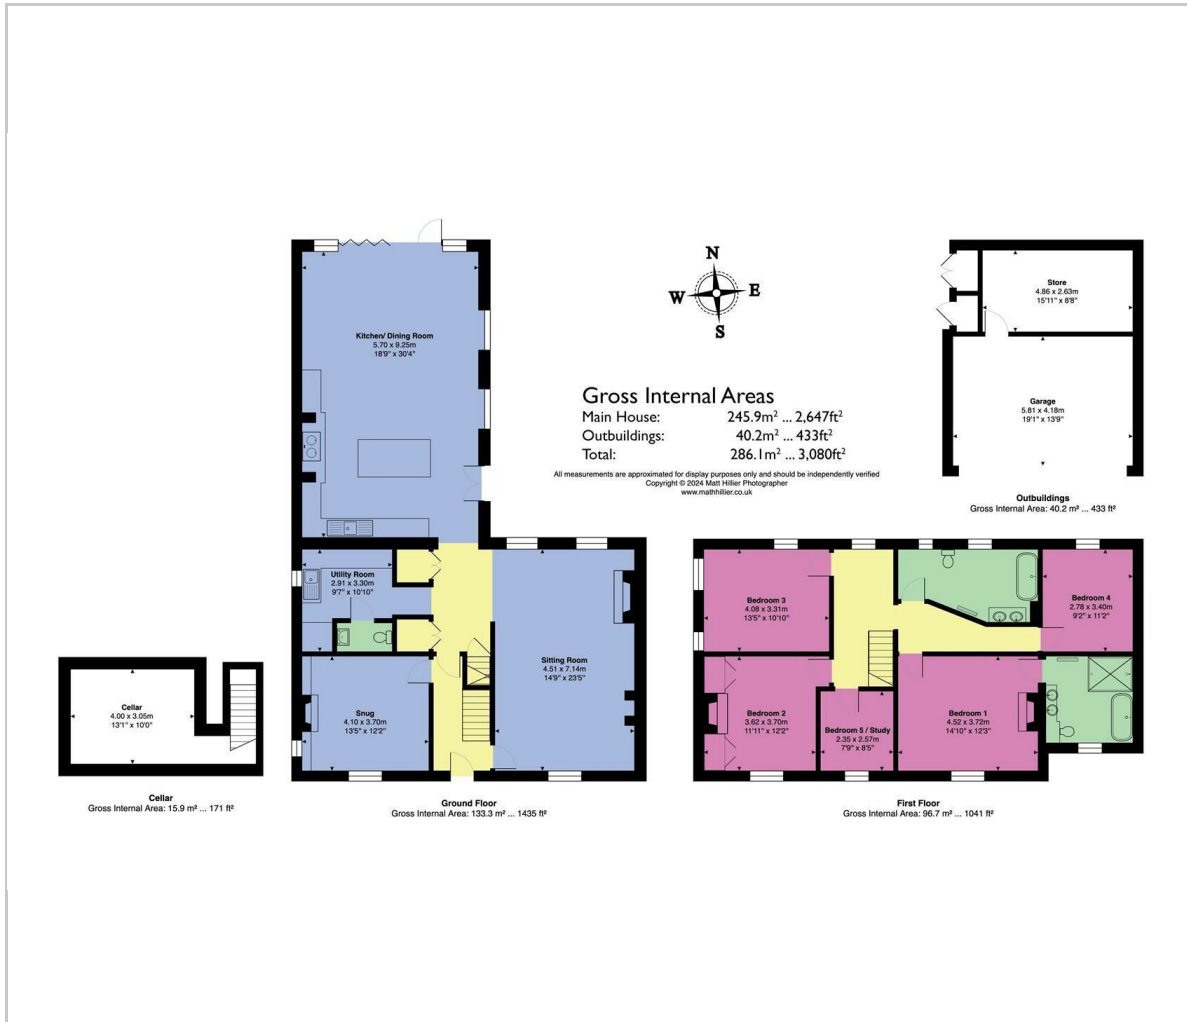 N
W E
S
Gross Internal Areas
Main House: 245.9m² ... 2,647ft²
Outbuildings: 40.2m² ... 433ft²
Total: 286.1m² ... 3,080ft²
All measurements are approximated for display purposes only and should be independently verified
Copyright © 2024 Matt Hillier Photographer
www.mathhillier.co.uk
Kitchen/ Dining Room
5.70 x 9.25m
18'9" x 30'4"
Utility Room
2.91 x 3.30m
9'7" x 10'10"
Snug
4.10 x 3.70m
13'5" x 12'2"
Sitting Room
4.51 x 7.14m
14'9" x 23'5"
Ground Floor
Gross Internal Area: 133.3 m² ... 1435 ft²
Cellar
4.00 x 3.05m
13'1" x 10'0"
Cellar
Gross Internal Area: 15.9 m² ... 171 ft²
Store
4.86 x 2.63m
15'11" x 8'8"
Garage
5.81 x 4.18m
19'1" x 13'9"
Outbuildings
Gross Internal Area: 40.2 m² ... 433 ft²
Bedroom 3
4.08 x 3.31m
13'5" x 10'10"
Bedroom 4
2.78 x 3.40m
9'2" x 11'2"
Bedroom 2
3.62 x 3.70m
11'11" x 12'2"
Bedroom 5 / Study
2.35 x 2.57m
7'9" x 8'5"
Bedroom 1
4.52 x 3.72m
14'10" x 12'3"
First Floor
Gross Internal Area: 96.7 m² ... 1041 ft²